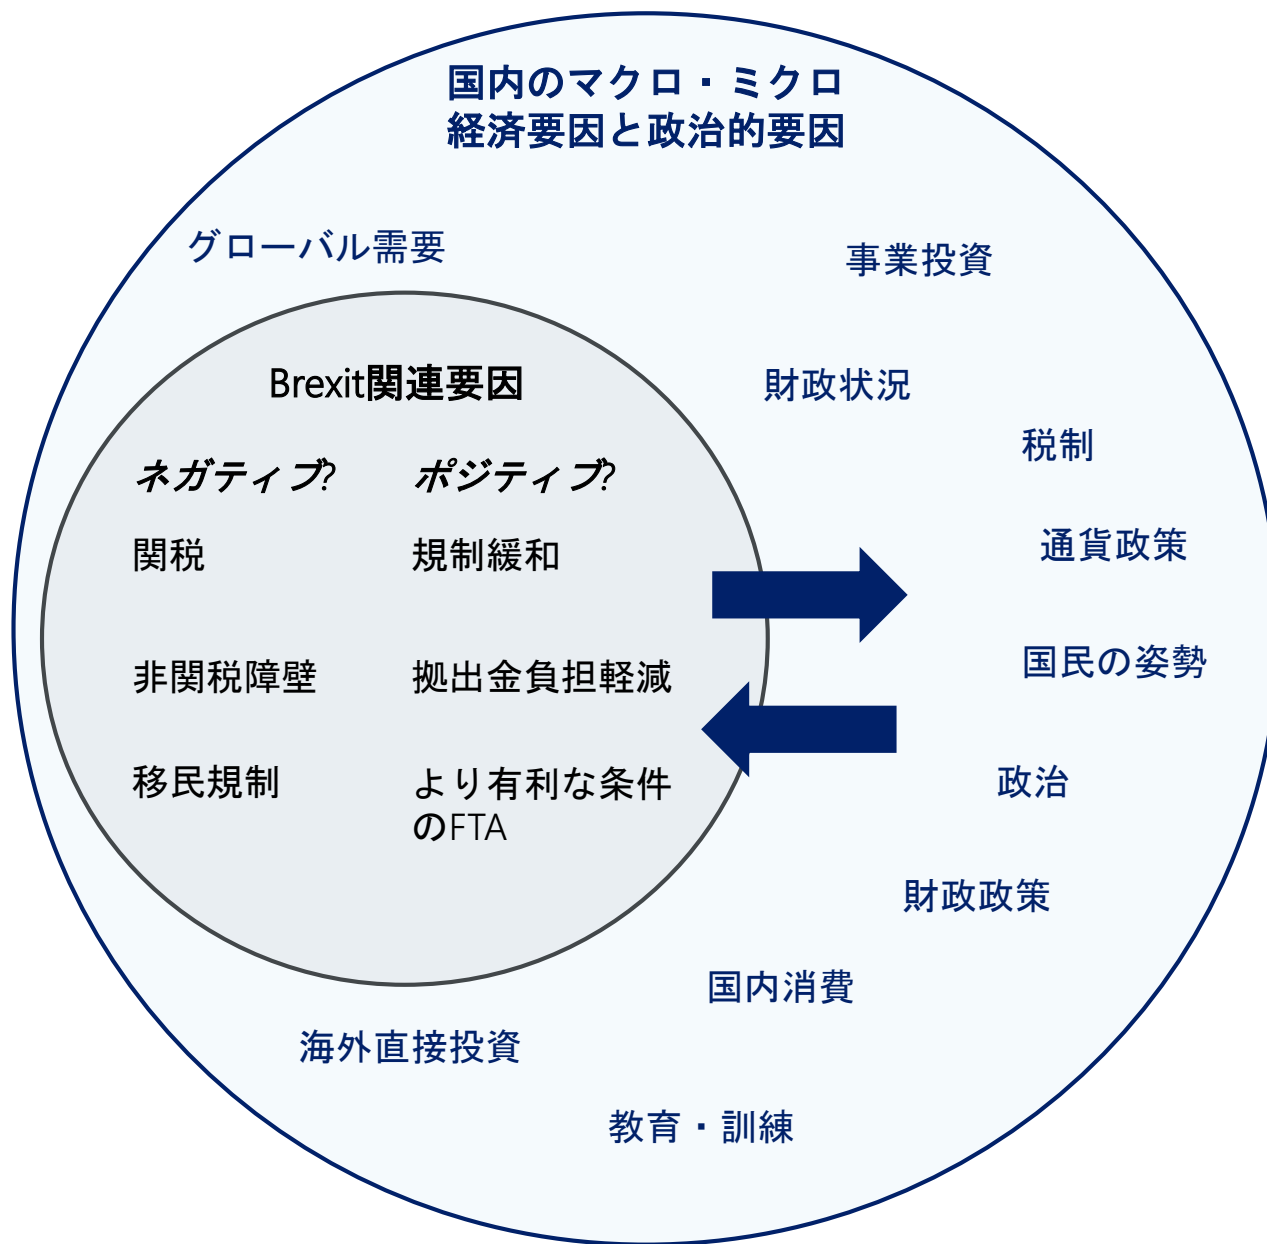 国内のマクロ・ミクロ
経済要因と政治的要因
グローバル需要
事業投資
Brexit関連要因
財政状況
税制
ネガティブ?
ポジティブ?
関税
規制緩和
通貨政策
非関税障壁
拠出金負担軽減
国民の姿勢
移民規制
より有利な条件
のFTA
政治
財政政策
国内消費
海外直接投資
教育・訓練